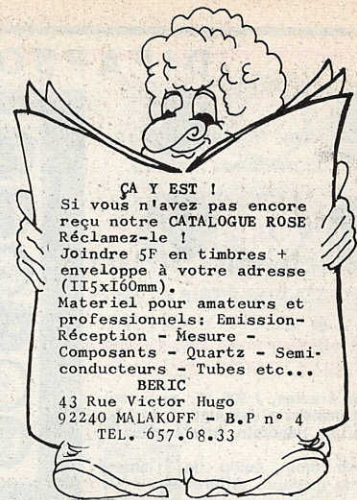 ÇA Y EST !
Si vous n'avez pas encore
reçu notre CATALOGUE ROSE
Réclamez-le !
Joindre 5F en timbres +
enveloppe à votre adresse
(II5xI60mm).
Materiel pour amateurs et
professionnels: Emission-
Réception - Mesure -
Composants - Quartz - Semi-
conducteurs - Tubes etc...
BERIC
43 Rue Victor Hugo
92240 MALAKOFF - B.P n° 4
TEL. 657.68.33